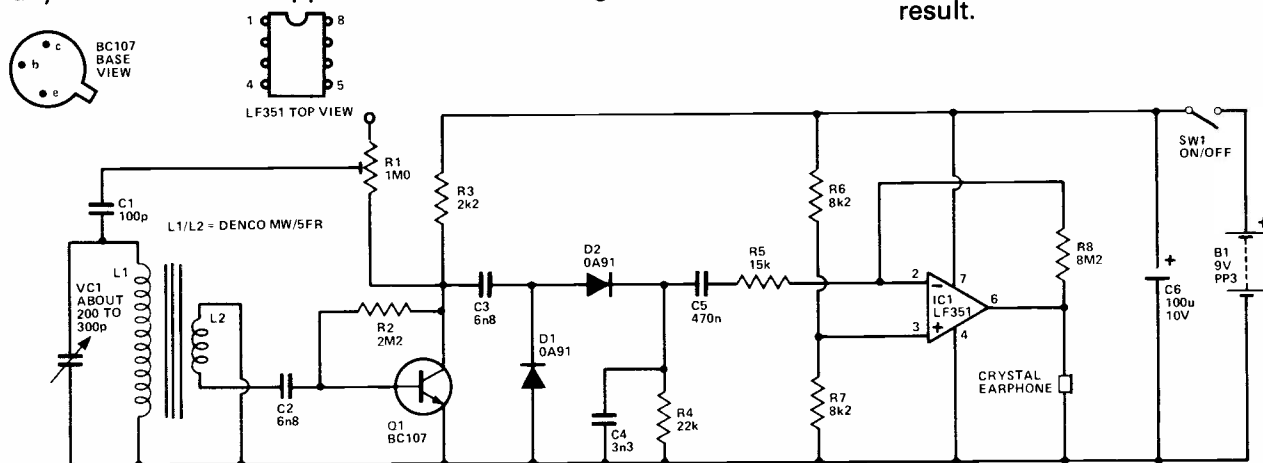 result.
c
b
e
BC107
BASE
VIEW
1
8
4
5
LF351 TOP VIEW
C1
100p
L1/L2 = DENCO MW/5FR
R1
1M0
R3
2k2
R6
8k2
SW1
ON/OFF
L1
VC1
ABOUT
200 TO
300p
L2
R2
2M2
C3
6n8
D2
0A91
C5
470n
R5
15k
2
3
7
IC1
LF351
6
4
R8
8M2
+
C6
100u
10V
+
B1
9V
PP3
C2
6n8
Q1
BC107
D1
0A91
C4
3n3
R4
22k
R7
8k2
CRYSTAL
EARPHONE